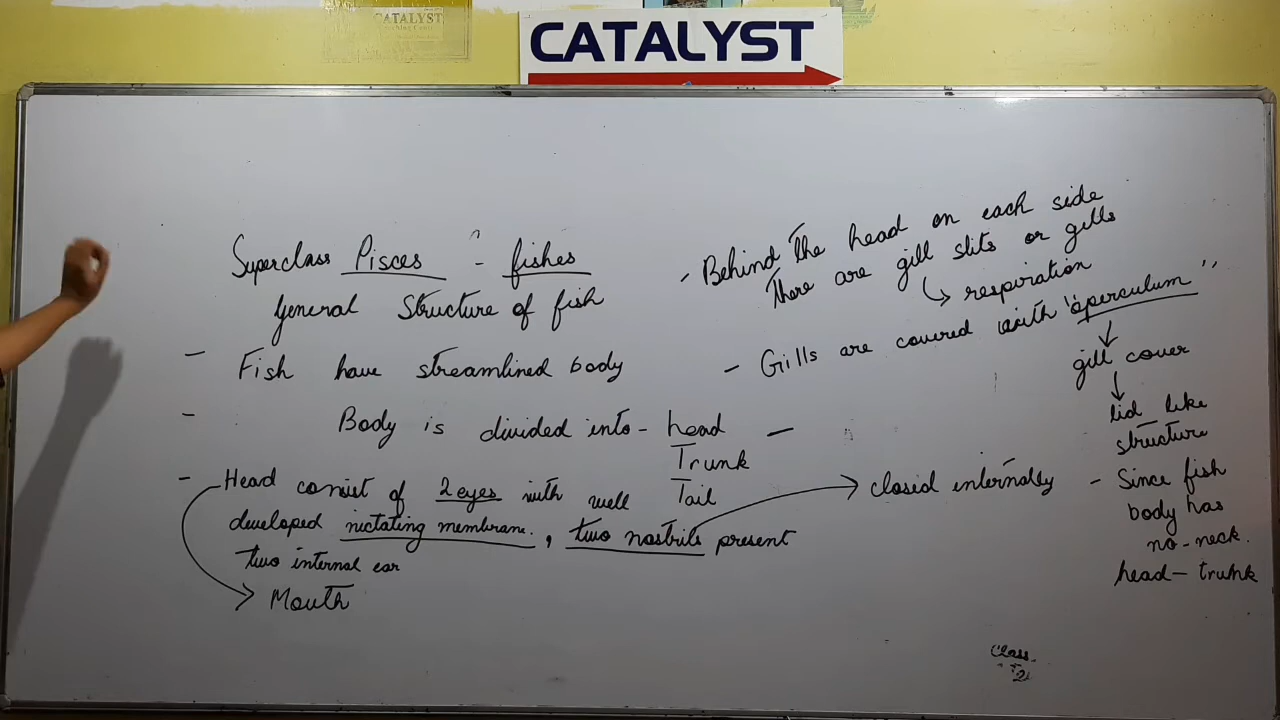 CATALYST
CATALYST
Superclass Pisces - fishes
General Structure of fish
- Fish have streamlined body
- Body is divided into - head -
Trunk
Tail
- Head consist of 2 eyes with well
developed nictating membrane. , two nostrils present
two internal ear
Mouth
closid internally
- Behind the head on each side
there are gill slits or gills
respiration
- Gills are covered with "operculum"
gill cover
lid like
structure
- Since fish
body has
no-neck.
head - trunk
Class